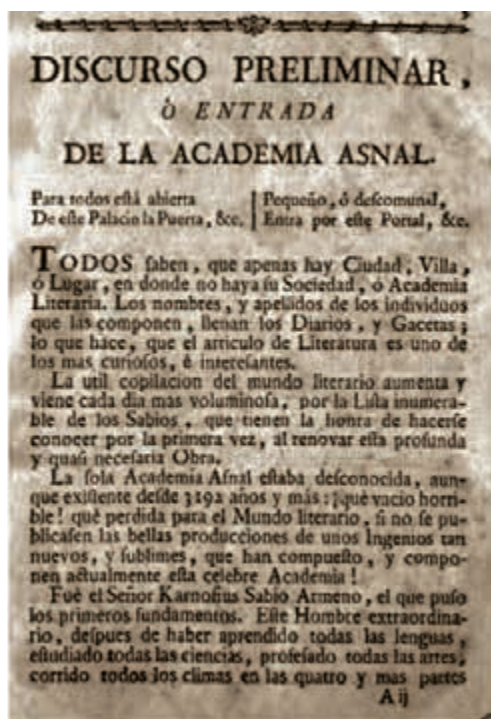 DISCURSO PRELIMINAR,
Ò ENTRADA
DE LA ACADEMIA ASNAL.
Para todos eſtá abierta
De eſte Palacio la Puerta, &c.
Pequeño, ó deſcomunal,
Entra por eſte Portal, &c.
TODOS ſaben, que apenas hay Ciudad, Villa,
ó Lugar, en donde no haya ſu Sociedad, ó Academia
Literaria. Los nombres, y apelados de los individuos
que las componen, llenan los Diarios, y Gacetas;
lo que hace, que el articulo de Literatura es uno de
los mas curioſos, é intereſantes.
La util copilacion del mundo literario aumenta y
viene cada dia mas voluminoſa, por la Liſta inumera-
ble de los Sabios, que tienen la honra de hacerſe
conocer por la primera vez, al renovar eſta profunda
y quaſi neceſaria Obra.
La ſola Academia Aſnal eſtaba deſconocida, aun-
que exiſtente deſde 3192 años y más: ¡qué vacio horri-
ble! qué perdida para el Mundo literario, ſi no ſe pu-
blicaſen las bellas producciones de unos Ingenios tan
nuevos, y ſublimes, que han compueſto, y compo-
nen actualmente eſta celebre Academia!
Fué el Señor Karnoſius Sabio Armeno, el que puſo
los primeros fundamentos. Eſte Hombre extraordina-
rio, deſpues de haber aprendido todas las lenguas,
eſtudiado todas las ciencias, profeſado todas las artes,
corrido todos los climas en las quatro y mas partes
A ij